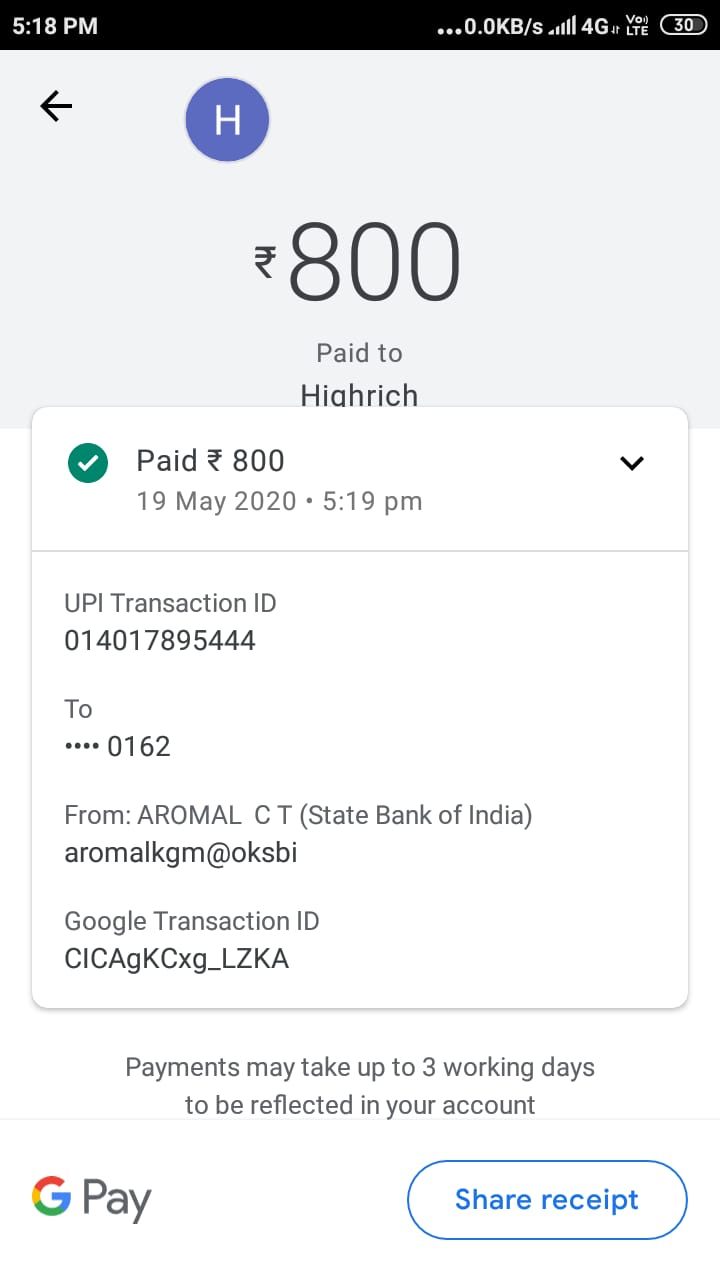 5:18 PM
...0.0KB/s 4G VoLTE 30
H
₹800
Paid to
Highrich
Paid ₹ 800
19 May 2020 • 5:19 pm
UPI Transaction ID
014017895444
To
•••• 0162
From: AROMAL  C T (State Bank of India)
aromalkgm@oksbi
Google Transaction ID
CICAgKCxg_LZKA
Payments may take up to 3 working days
to be reflected in your account
G Pay
Share receipt